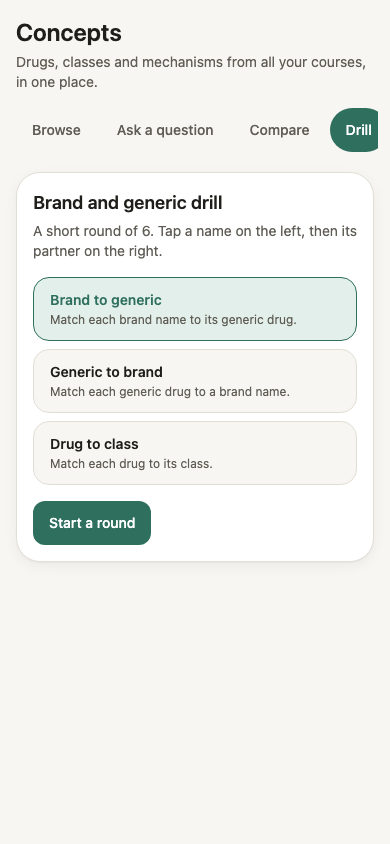 Concepts
Drugs, classes and mechanisms from all your courses,
in one place.
Browse
Ask a question
Compare
Drill
Brand and generic drill
A short round of 6. Tap a name on the left, then its
partner on the right.
Brand to generic
Match each brand name to its generic drug.
Generic to brand
Match each generic drug to a brand name.
Drug to class
Match each drug to its class.
Start a round